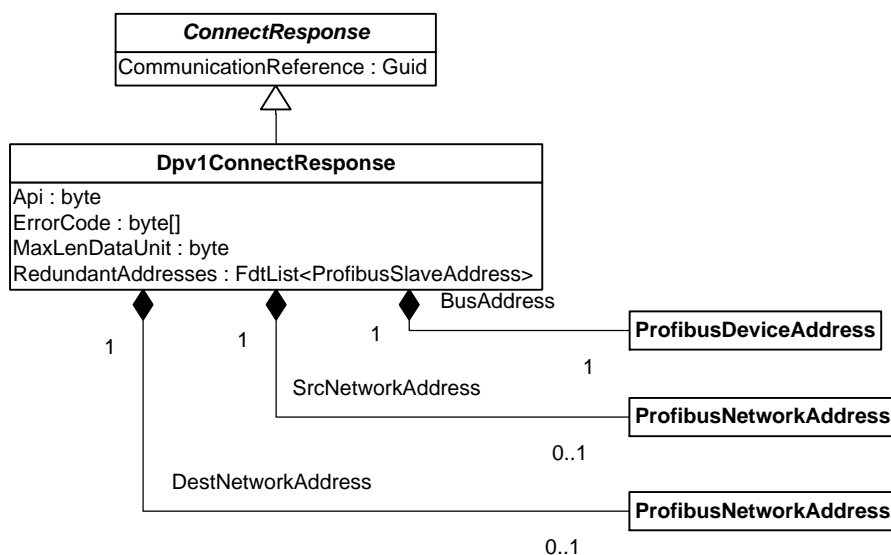 ConnectResponse
CommunicationReference : Guid
Dpv1ConnectResponse
Api : byte
ErrorCode : byte[]
MaxLenDataUnit : byte
RedundantAddresses : FdtList<ProfibusSlaveAddress>
BusAddress
1
1
1
ProfibusDeviceAddress
1
SrcNetworkAddress
ProfibusNetworkAddress
0..1
DestNetworkAddress
ProfibusNetworkAddress
0..1